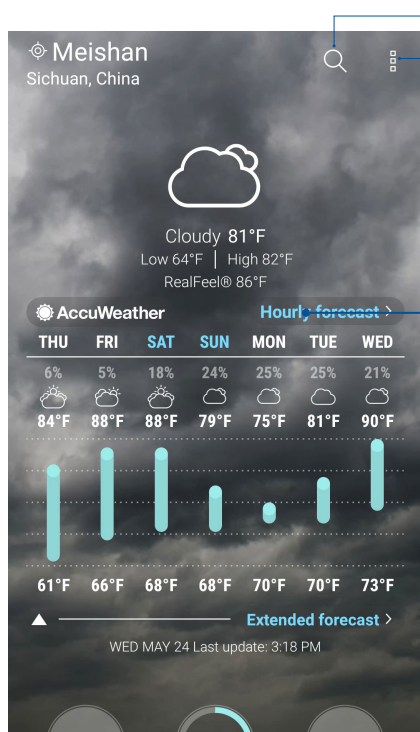 Meishan
Sichuan, China
Cloudy 81°F
Low 64°F | High 82°F
RealFeel® 86°F
AccuWeather Hourly forecast >
THU FRI SAT SUN MON TUE WED
6% 5% 18% 24% 25% 25% 21%
84°F 88°F 88°F 79°F 75°F 81°F 90°F
61°F 66°F 68°F 68°F 70°F 70°F 73°F
Extended forecast >
WED MAY 24 Last update: 3:18 PM